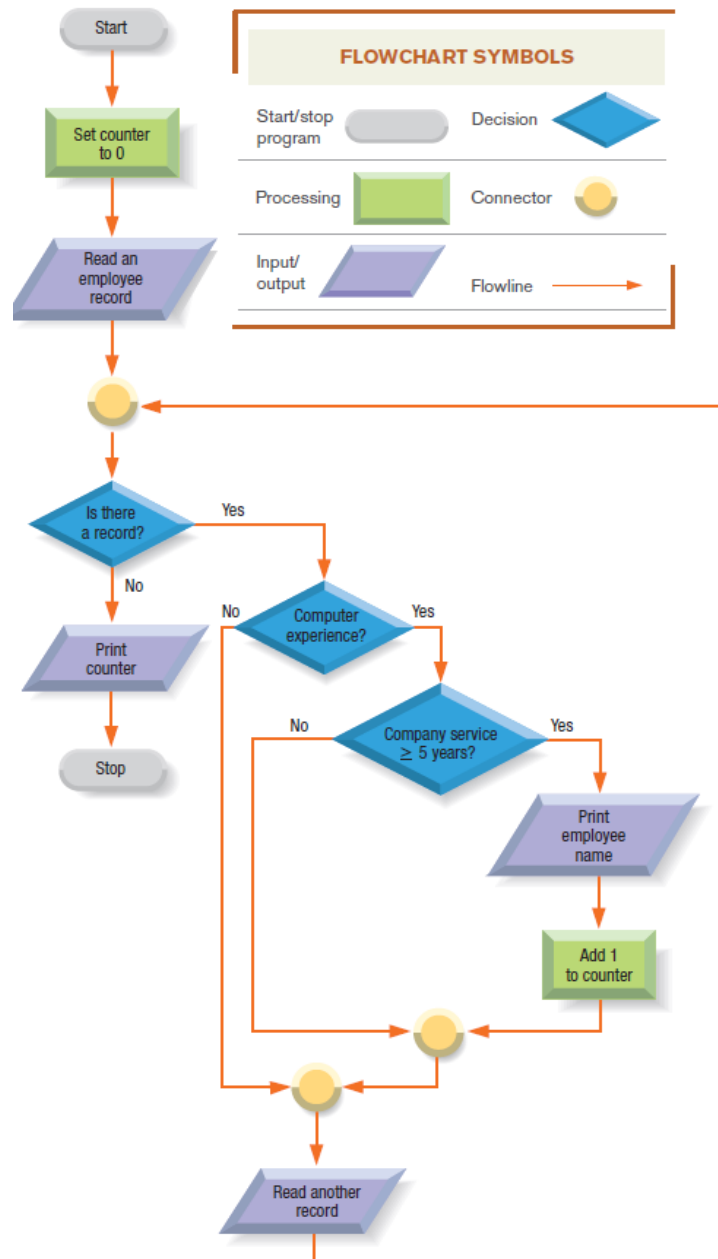 Start
FLOWCHART SYMBOLS
Start/stop
program
Decision
Processing
Connector
Input/
output
Flowline
Set counter
to 0
Read an
employee
record
Is there
a record?
Yes
No
Print
counter
Stop
No
Computer
experience?
Yes
No
Company service
≥ 5 years?
Yes
Print
employee
name
Add 1
to counter
Read another
record